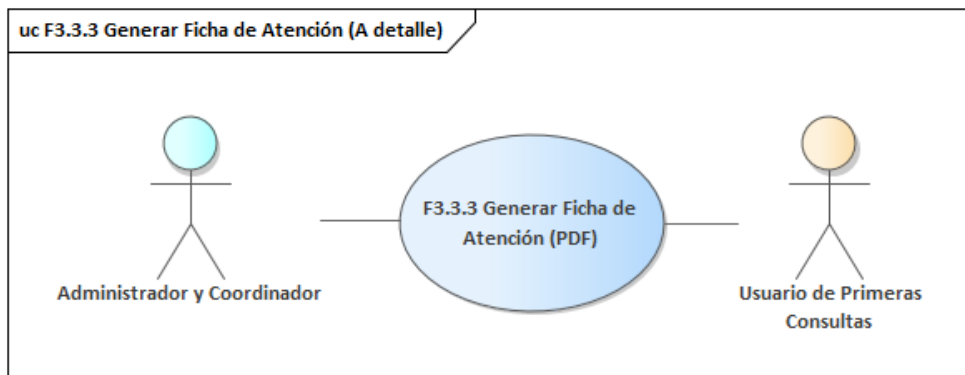 uc F3.3.3 Generar Ficha de Atención (A detalle)
F3.3.3 Generar Ficha de
Atención (PDF)
Administrador y Coordinador
Usuario de Primeras
Consultas